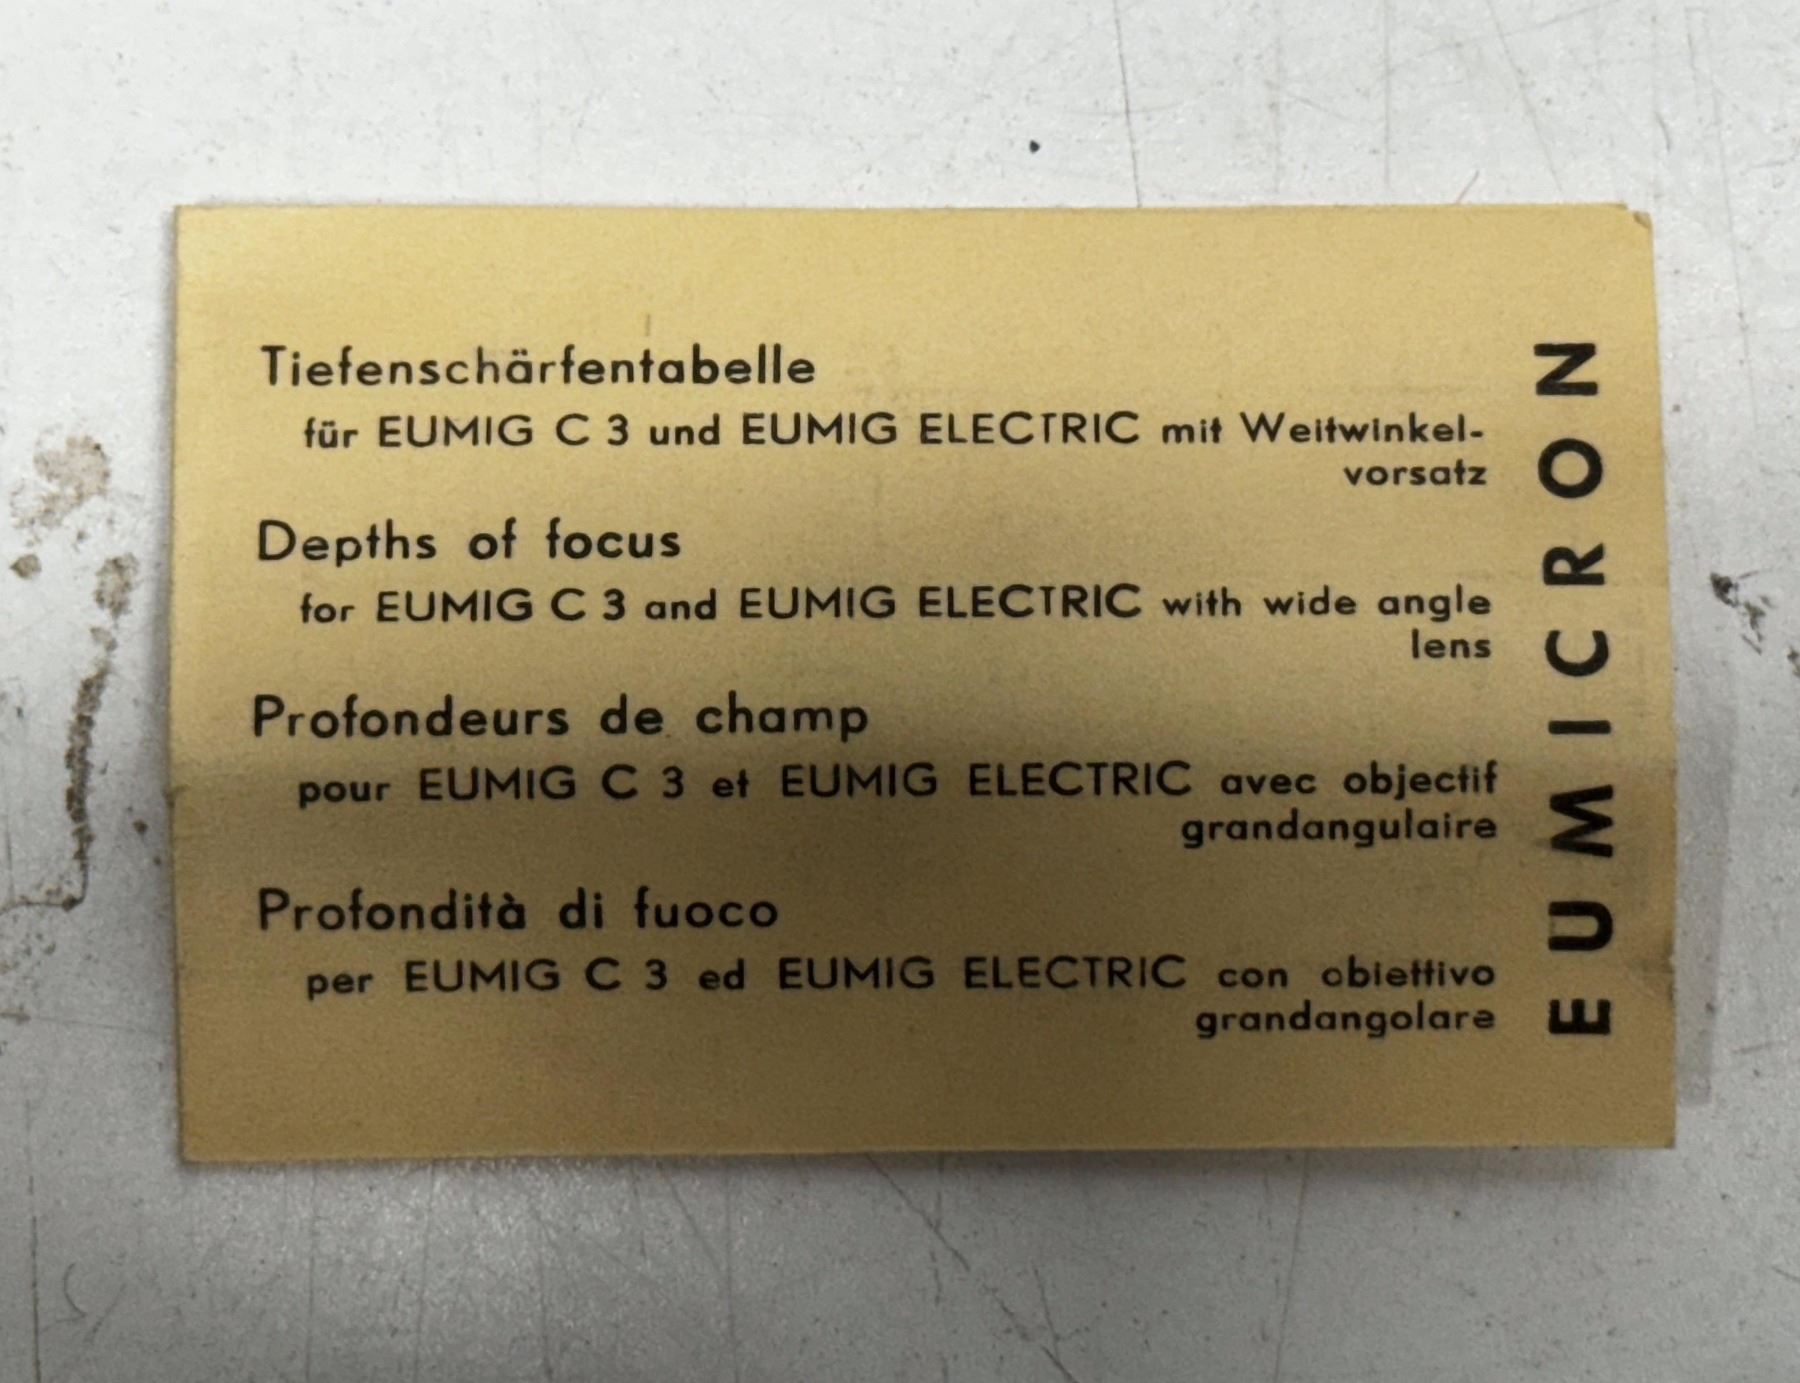 Tiefenschärfentabelle
für EUMIG C 3 und EUMIG ELECTRIC mit Weitwinkel-
vorsatz
Depths of focus
for EUMIG C 3 and EUMIG ELECTRIC with wide angle
lens
Profondeurs de champ
pour EUMIG C 3 et EUMIG ELECTRIC avec objectif
grandangulaire
Profondità di fuoco
per EUMIG C 3 ed EUMIG ELECTRIC con obiettivo
grandangolare
EUMICRON